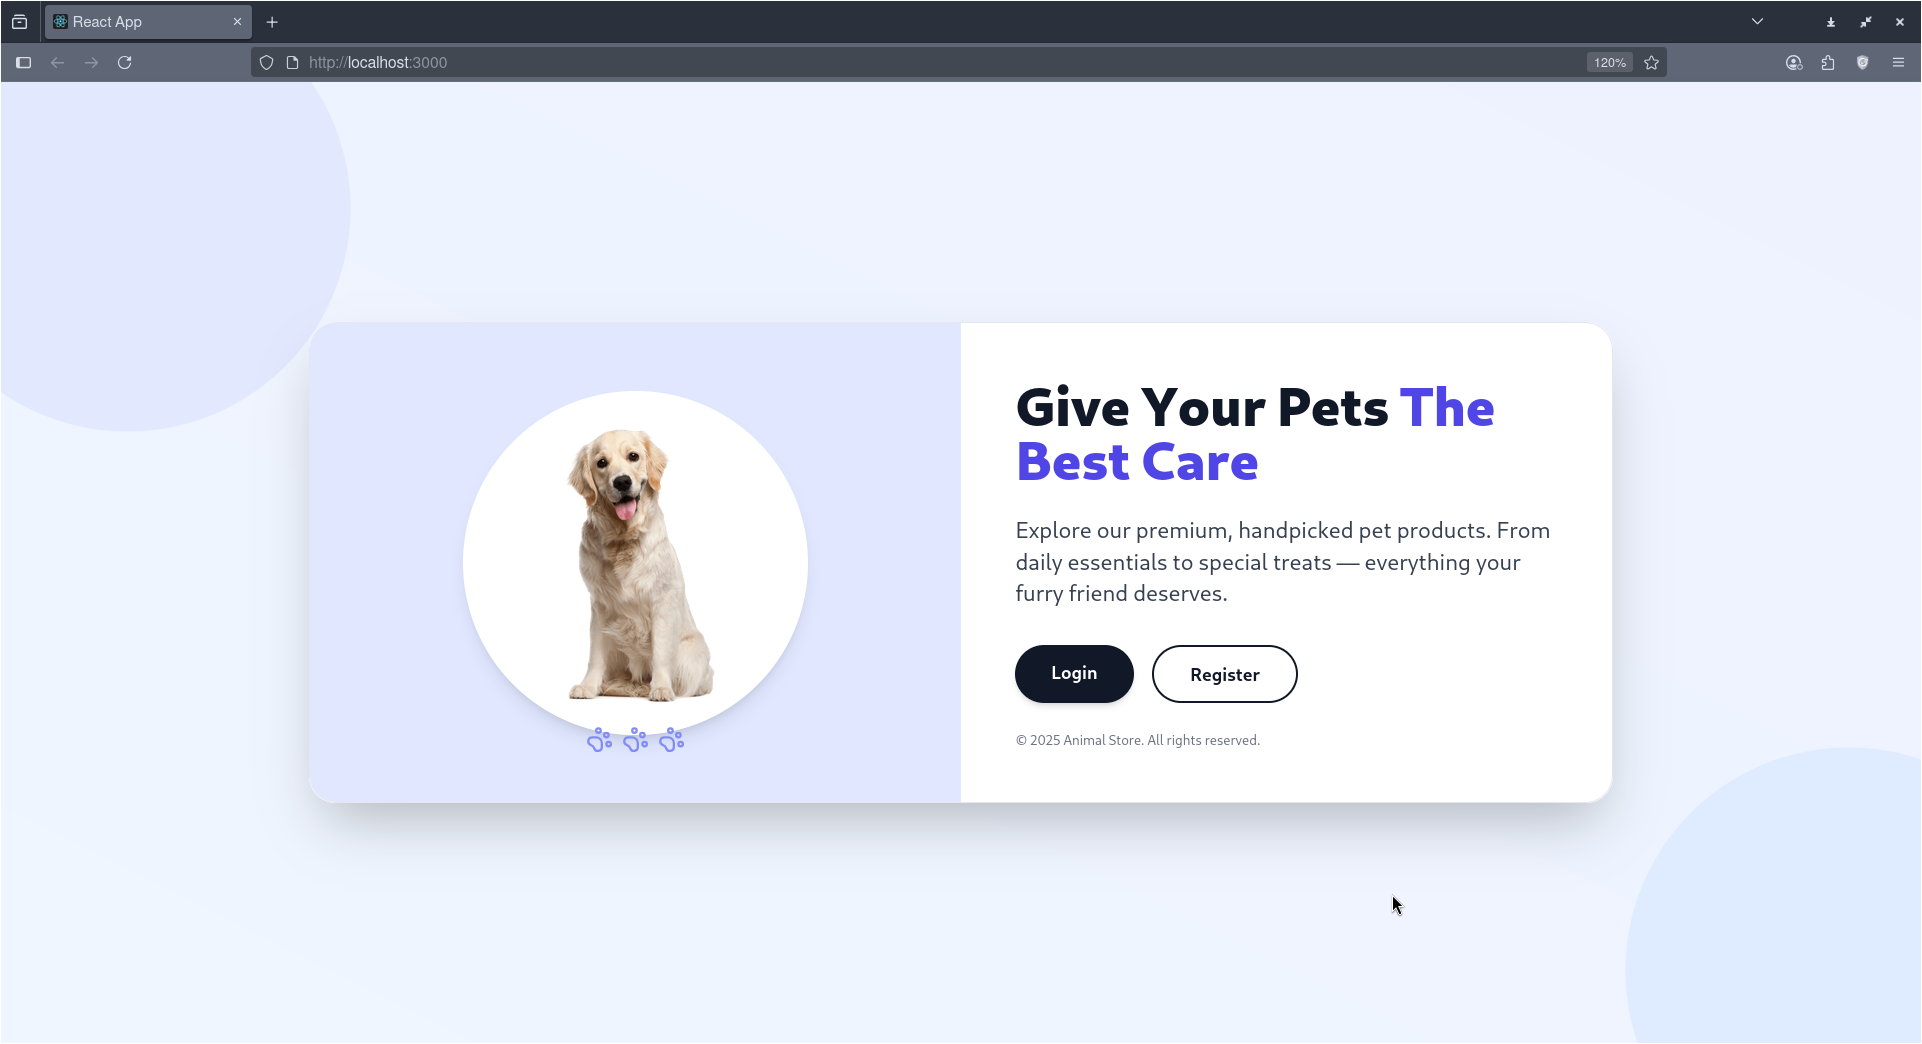 React App
http://localhost:3000
120%
Give Your Pets The
Best Care
Explore our premium, handpicked pet products. From
daily essentials to special treats — everything your
furry friend deserves.
Login
Register
© 2025 Animal Store. All rights reserved.